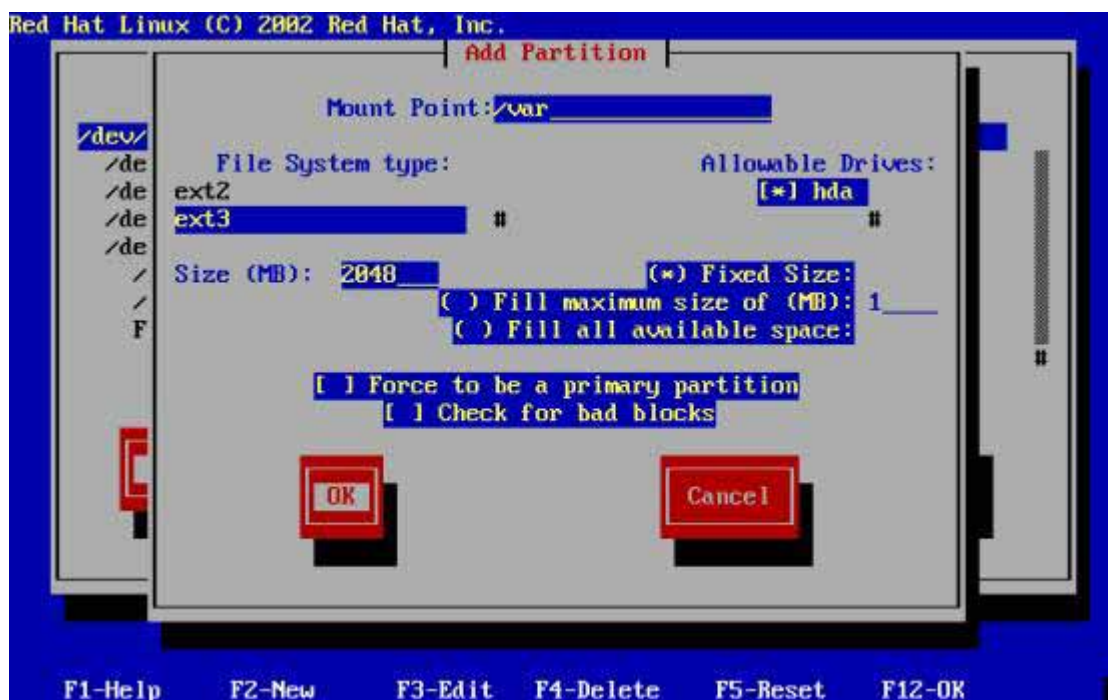 Red Hat Linux (C) 2002 Red Hat, Inc.
Add Partition
Mount Point:/var
/dev/
/de File System type: Allowable Drives:
/de ext2 [*] hda
/de ext3 # #
/de
/ Size (MB): 2048 (*) Fixed Size:
/ ( ) Fill maximum size of (MB): 1
F ( ) Fill all available space:
#
[ ] Force to be a primary partition
[ ] Check for bad blocks
OK Cancel
F1-Help F2-New F3-Edit F4-Delete F5-Reset F12-OK